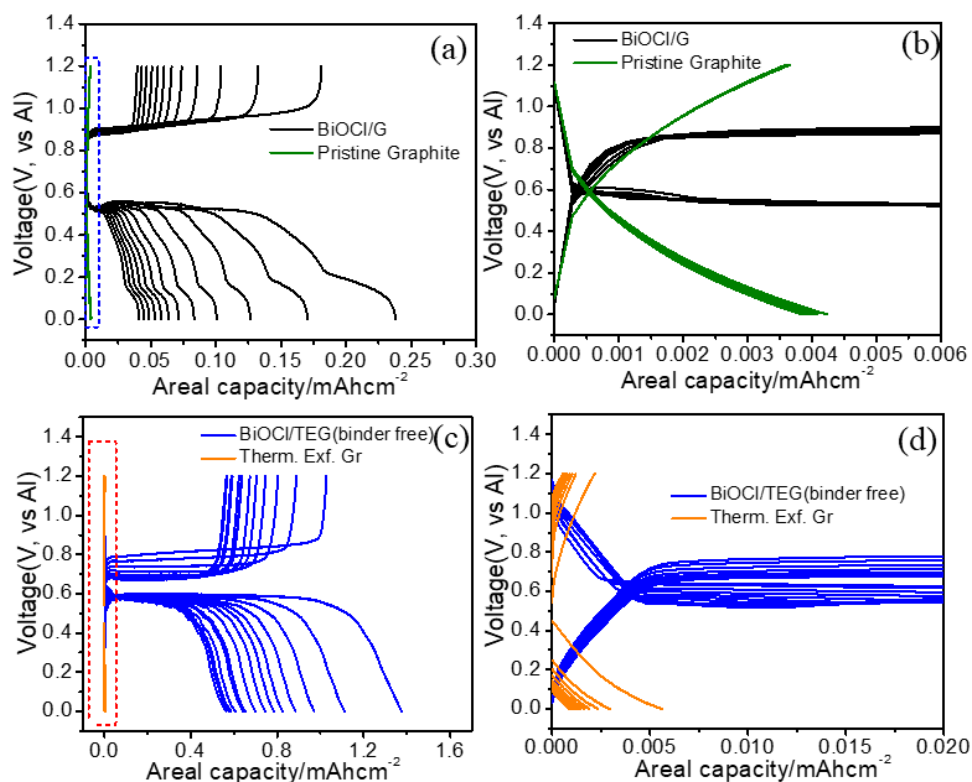 (a)
1.4
1.2
1.0
0.8
0.6
0.4
0.2
0.0
Voltage(V, vs Al)
BiOCl/G
Pristine Graphite
0.00 0.05 0.10 0.15 0.20 0.25 0.30
Areal capacity/mAhcm-2
(b)
1.4
1.2
1.0
0.8
0.6
0.4
0.2
0.0
Voltage(V, vs Al)
BiOCl/G
Pristine Graphite
0.000 0.001 0.002 0.003 0.004 0.005 0.006
Areal capacity/mAhcm-2
(c)
1.4
1.2
1.0
0.8
0.6
0.4
0.2
0.0
Voltage(V, vs Al)
BiOCl/TEG(binder free)
Therm. Exf. Gr
0.0 0.4 0.8 1.2 1.6
Areal capacity/mAhcm-2
(d)
1.4
1.2
1.0
0.8
0.6
0.4
0.2
0.0
Voltage(V, vs Al)
BiOCl/TEG(binder free)
Therm. Exf. Gr
0.000 0.005 0.010 0.015 0.020
Areal capacity/mAhcm-2